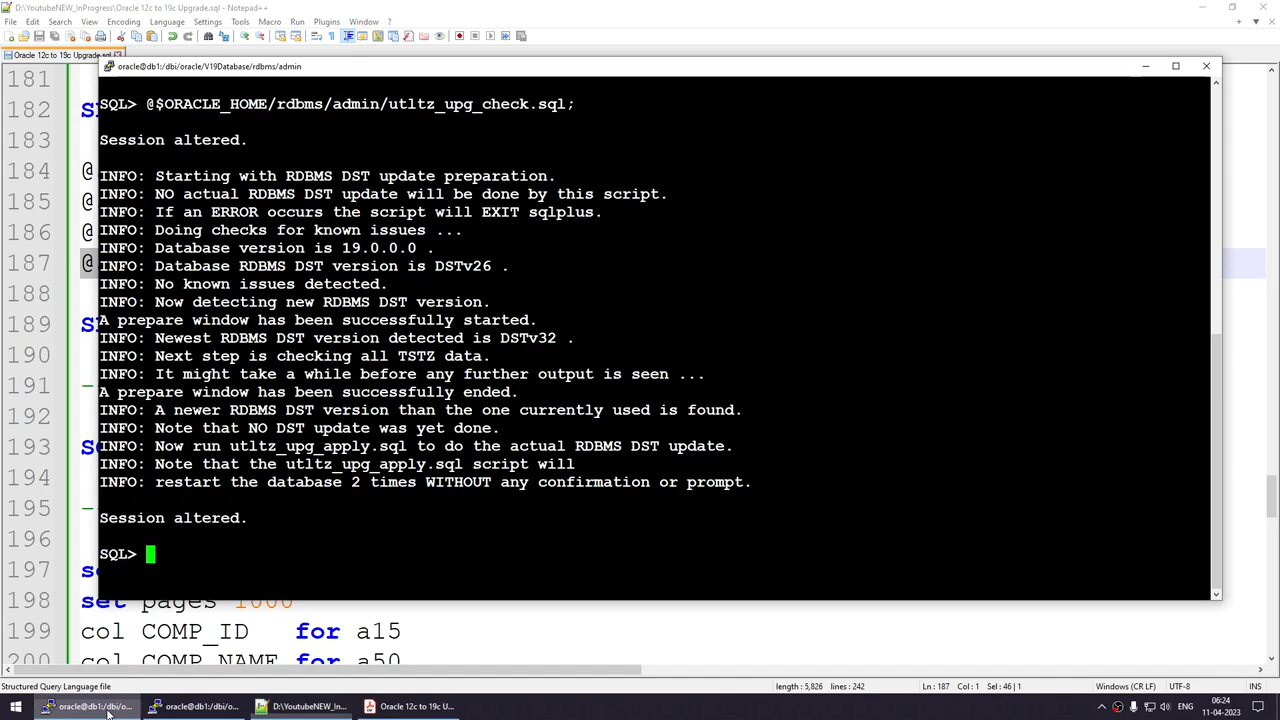 D:\YoutubeNEW_InProgress\Oracle 12c to 19c Upgrade.sql - Notepad++
File Edit Search View Encoding Language Settings Tools Macro Run Plugins Window ?
Oracle 12c to 19c Upgrade.sql
oracle@db1:/dbi/oracle/V19Database/rdbms/admin
181
182
183
184 @
185 @
186 @
187 @
188
189
190
191 -
192
193
194
195 -
196
197
198 set pages 1000
199 col COMP_ID for a15
200 col COMP_NAME for a50
SQL> @$ORACLE_HOME/rdbms/admin/utltz_upg_check.sql;
Session altered.
INFO: Starting with RDBMS DST update preparation.
INFO: NO actual RDBMS DST update will be done by this script.
INFO: If an ERROR occurs the script will EXIT sqlplus.
INFO: Doing checks for known issues ...
INFO: Database version is 19.0.0.0 .
INFO: Database RDBMS DST version is DSTv26 .
INFO: No known issues detected.
INFO: Now detecting new RDBMS DST version.
A prepare window has been successfully started.
INFO: Newest RDBMS DST version detected is DSTv32 .
INFO: Next step is checking all TSTZ data.
INFO: It might take a while before any further output is seen ...
A prepare window has been successfully ended.
INFO: A newer RDBMS DST version than the one currently used is found.
INFO: Note that NO DST update was yet done.
INFO: Now run utltz_upg_apply.sql to do the actual RDBMS DST update.
INFO: Note that the utltz_upg_apply.sql script will
INFO: restart the database 2 times WITHOUT any confirmation or prompt.
Session altered.
SQL>
Structured Query Language file length : 5,826 lines : 242 Ln : 187 Col : 1 Sel : 46 | 1 Windows (CR LF) UTF-8 INS
oracle@db1:/dbi/o... oracle@db1:/dbi/o... D:\YoutubeNEW_In... Oracle 12c to 19c U... ENG 06:24
11-04-2023